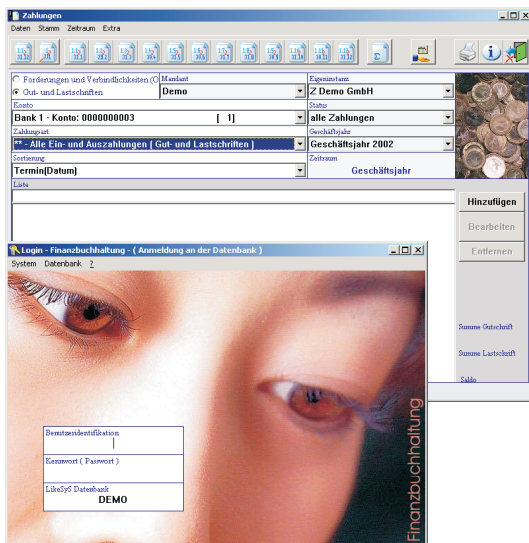 Zahlungen
Daten Stamm Zeitraum Extra
Forderungen und Verbindlichkeiten (O
Mandant
Eigeninstanz
Gut- und Lastschriften
Demo
Z Demo GmbH
Konto
Status
Bank 1 - Konto: 0000000003 [ 1]
alle Zahlungen
Zahlungsart
Geschäftsjahr
** - Alle Ein- und Auszahlungen ( Gut- und Lastschriften )
Geschäftsjahr 2002
Sortierung
Zeitraum
Termin(Datum)
Geschäftsjahr
Liste
Hinzufügen
Bearbeiten
Entfernen
Login - Finanzbuchhaltung - ( Anmeldung an der Datenbank )
System Datenbank ?
Summe Gutschrift
Summe Lastschrift
Saldo
Benutzeridentifikation
Kennwort ( Passwort )
LikeSyS Datenbank
DEMO
Finanzbuchhaltung